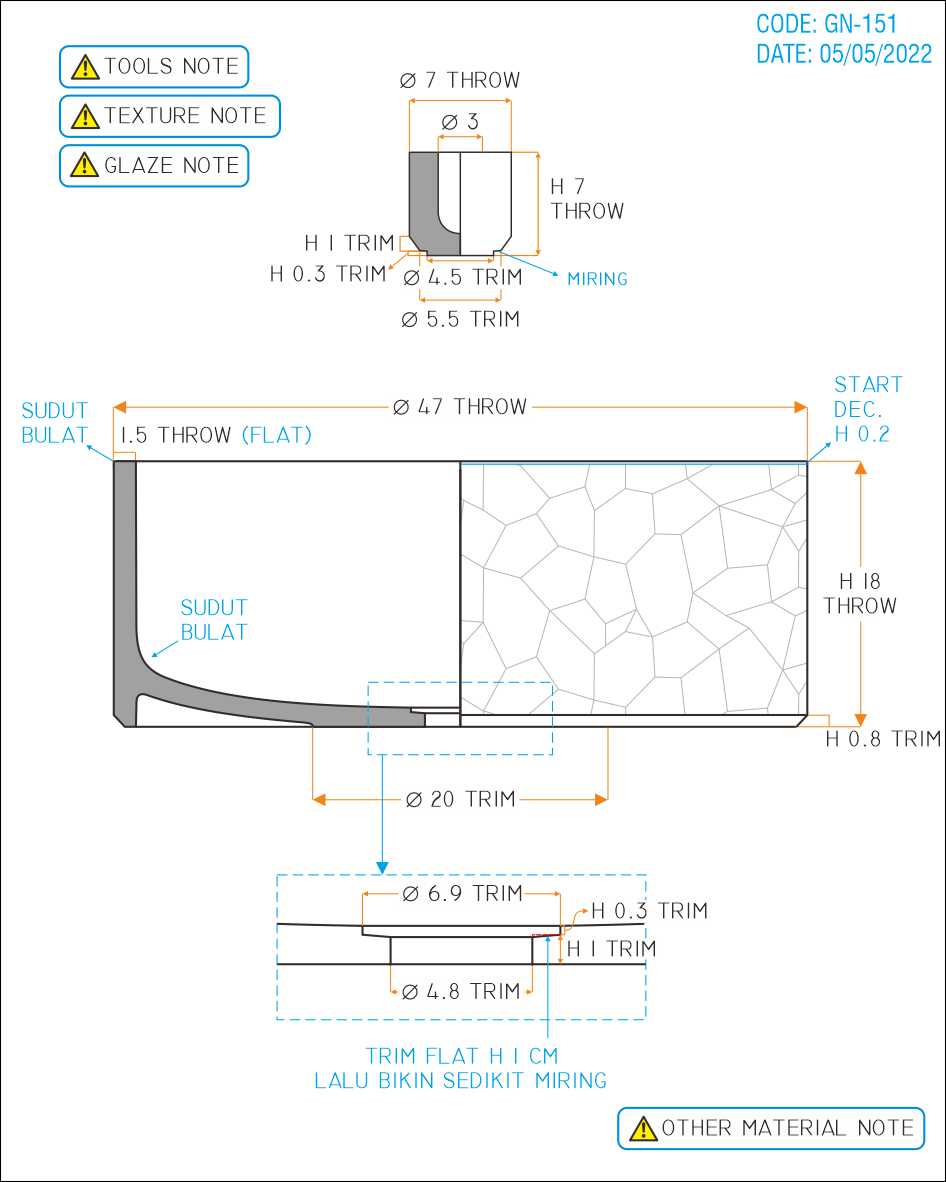 CODE: GN-151
DATE: 05/05/2022
TOOLS NOTE
TEXTURE NOTE
GLAZE NOTE
Ø 7 THROW
Ø 3
H 7
THROW
H 1 TRIM
H 0.3 TRIM
Ø 4.5 TRIM
MIRING
Ø 5.5 TRIM
START
DEC.
H 0.2
SUDUT
BULAT
Ø 47 THROW
1.5 THROW (FLAT)
H 18
THROW
SUDUT
BULAT
H 0.8 TRIM
Ø 20 TRIM
Ø 6.9 TRIM
H 0.3 TRIM
H 1 TRIM
Ø 4.8 TRIM
TRIM FLAT H 1 CM
LALU BIKIN SEDIKIT MIRING
OTHER MATERIAL NOTE